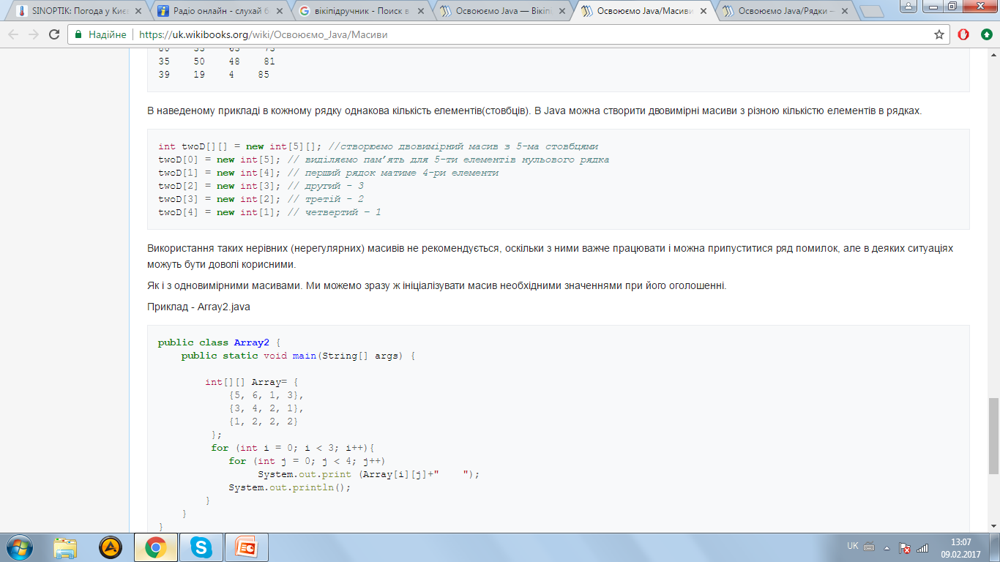 SINOPTIK: Погода у Києв
Радіо онлайн - слухай б
вікіпідручник - Поиск в
Освоюємо Java — Вікіпі
Освоюємо Java/Масиви
Освоюємо Java/Рядки –
Надійне https://uk.wikibooks.org/wiki/Освоюємо_Java/Масиви
35 50 48 81
39 19 4 85
В наведеному прикладі в кожному рядку однакова кількість елементів(стовбців). В Java можна створити двовимірні масиви з різною кількістю елементів в рядках.
int twoD[][] = new int[5][]; //створюємо двовимірний масив з 5-ма стовбцями
twoD[0] = new int[5]; // виділяємо пам’ять для 5-ти елементів нульового рядка
twoD[1] = new int[4]; // перший рядок матиме 4-ри елементи
twoD[2] = new int[3]; // другий - 3
twoD[3] = new int[2]; // третій - 2
twoD[4] = new int[1]; // четвертий - 1
Використання таких нерівних (нерегулярних) масивів не рекомендується, оскільки з ними важче працювати і можна припуститися ряд помилок, але в деяких ситуаціях
можуть бути доволі корисними.
Як і з одновимірними масивами. Ми можемо зразу ж ініціалізувати масив необхідними значеннями при його оголошенні.
Приклад - Array2.java
public class Array2 {
public static void main(String[] args) {
int[][] Array= {
{5, 6, 1, 3},
{3, 4, 2, 1},
{1, 2, 2, 2}
};
for (int i = 0; i < 3; i++){
for (int j = 0; j < 4; j++)
System.out.print (Array[i][j]+"    ");
System.out.println();
}
}
}
UK
13:07
09.02.2017